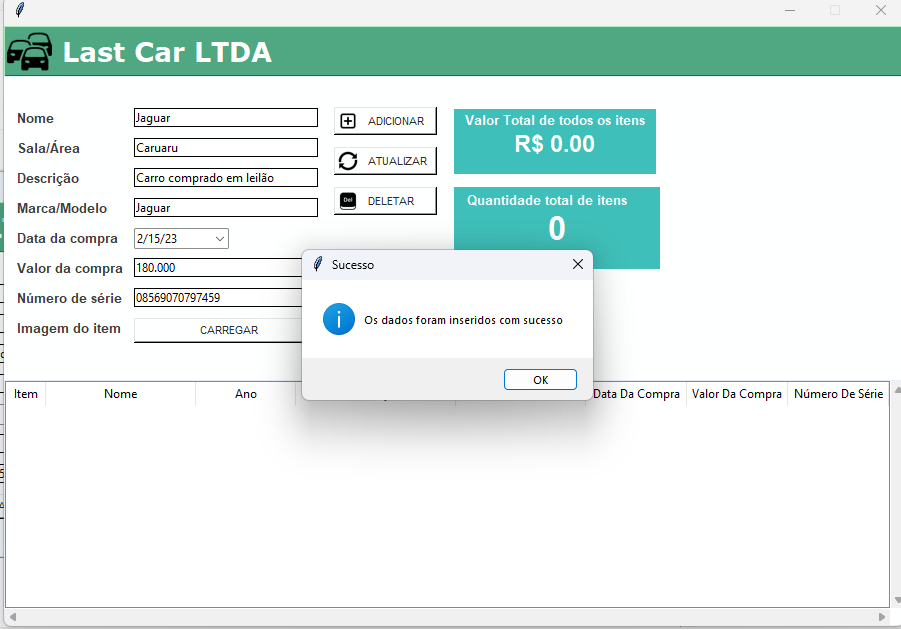 Last Car LTDA
Nome
Jaguar
ADICIONAR
Valor Total de todos os itens
R$ 0.00
Sala/Área
Caruaru
ATUALIZAR
Descrição
Carro comprado em leilão
Del
DELETAR
Quantidade total de itens
0
Marca/Modelo
Jaguar
Data da compra
2/15/23
Valor da compra
180.000
Número de série
08569070797459
Imagem do item
CARREGAR
Sucesso
Os dados foram inseridos com sucesso
OK
Item Nome Ano Data Da Compra Valor Da Compra Número De Série